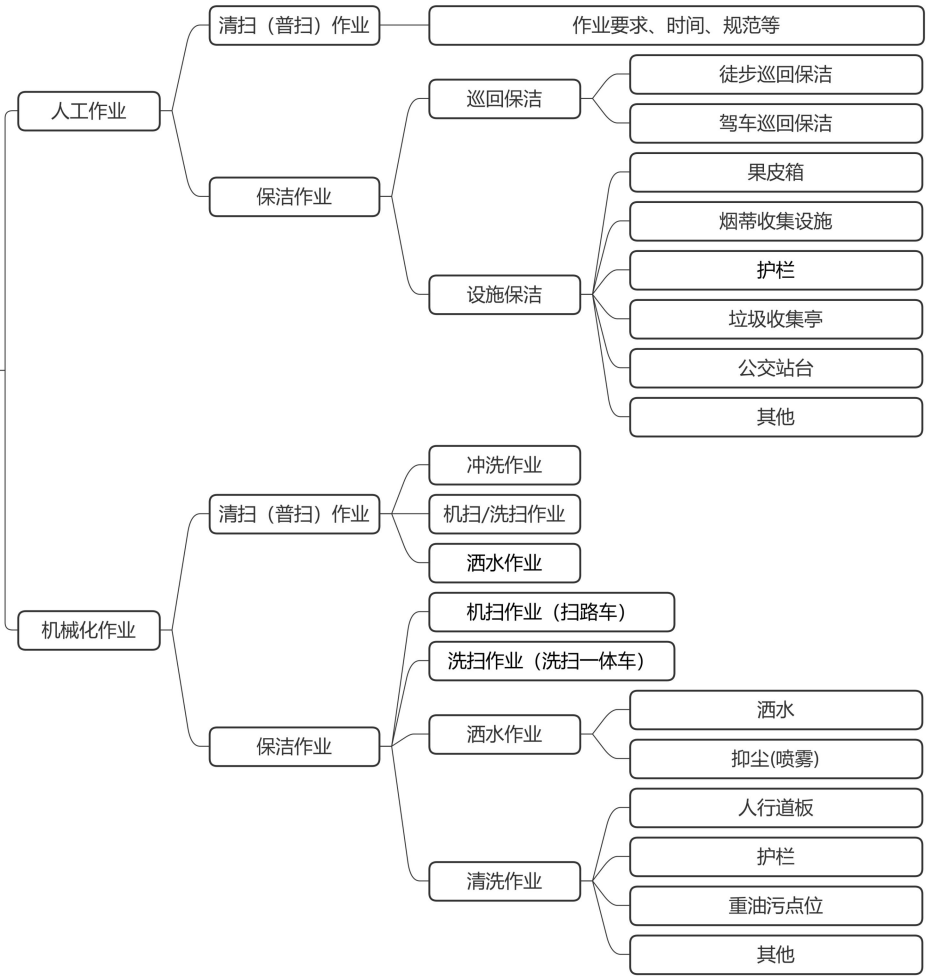 清扫（普扫）作业
作业要求、时间、规范等
徒步巡回保洁
巡回保洁
人工作业
驾车巡回保洁
果皮箱
保洁作业
烟蒂收集设施
护栏
设施保洁
垃圾收集亭
公交站台
其他
冲洗作业
清扫（普扫）作业
机扫/洗扫作业
洒水作业
机扫作业（扫路车）
机械化作业
洗扫作业（洗扫一体车）
洒水
洒水作业
保洁作业
抑尘(喷雾)
人行道板
护栏
清洗作业
重油污点位
其他